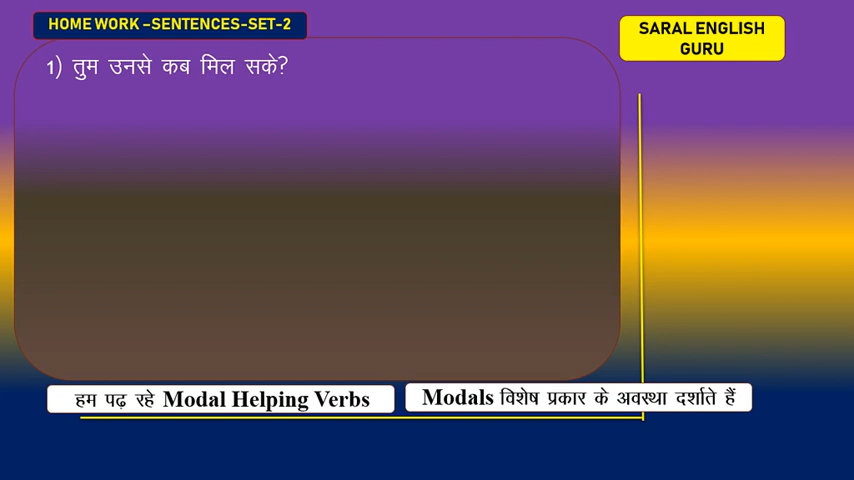 HOME WORK –SENTENCES-SET-2
SARAL ENGLISH
GURU
1) तुम उनसे कब मिल सके?
हम पढ़ रहे Modal Helping Verbs
Modals विशेष प्रकार के अवस्था दर्शाते हैं